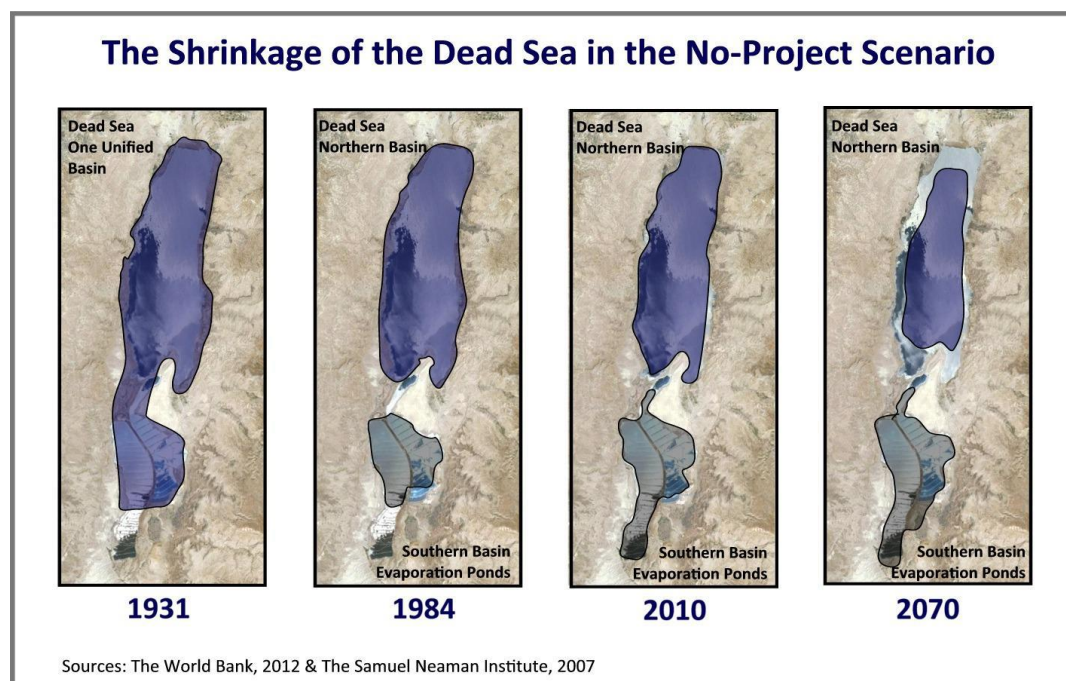 The Shrinkage of the Dead Sea in the No-Project Scenario
Dead Sea
One Unified
Basin
Dead Sea
Northern Basin
Dead Sea
Northern Basin
Dead Sea
Northern Basin
Southern Basin
Evaporation Ponds
Southern Basin
Evaporation Ponds
Southern Basin
Evaporation Ponds
1931
1984
2010
2070
Sources: The World Bank, 2012 & The Samuel Neaman Institute, 2007